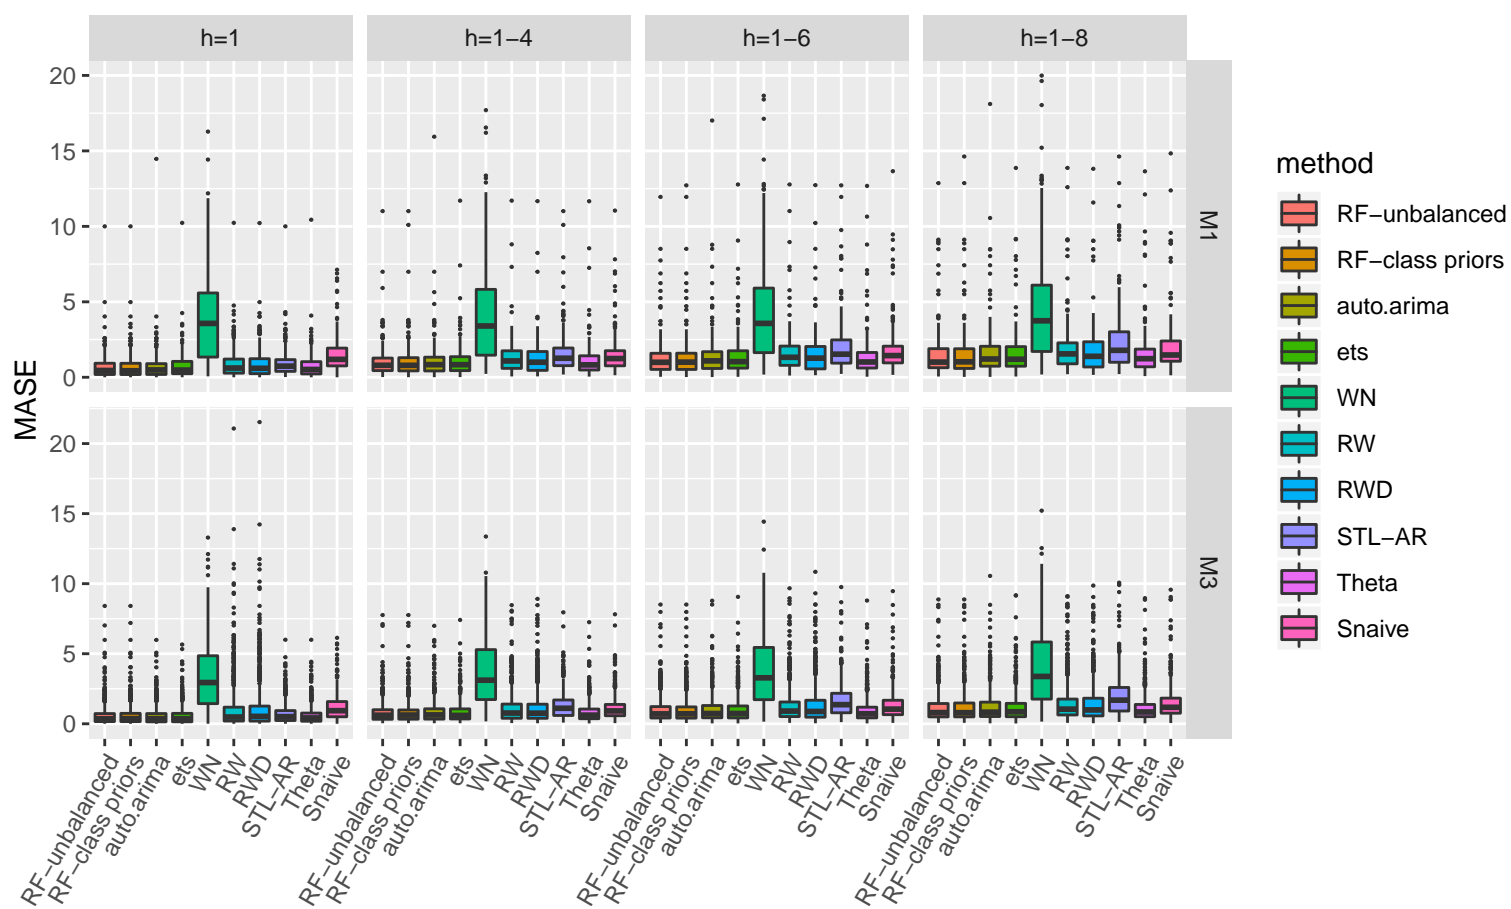 h=1 h=1−4 h=1−6 h=1−8
20
15
10
5
0
M1
20
15
10
5
0
M3
MASE
RF−unbalanced
RF−class priors
auto.arima
ets
WN
RW
RWD
STL−AR
Theta
Snaive
RF−unbalanced
RF−class priors
auto.arima
ets
WN
RW
RWD
STL−AR
Theta
Snaive
RF−unbalanced
RF−class priors
auto.arima
ets
WN
RW
RWD
STL−AR
Theta
Snaive
RF−unbalanced
RF−class priors
auto.arima
ets
WN
RW
RWD
STL−AR
Theta
Snaive
method
RF−unbalanced
RF−class priors
auto.arima
ets
WN
RW
RWD
STL−AR
Theta
Snaive